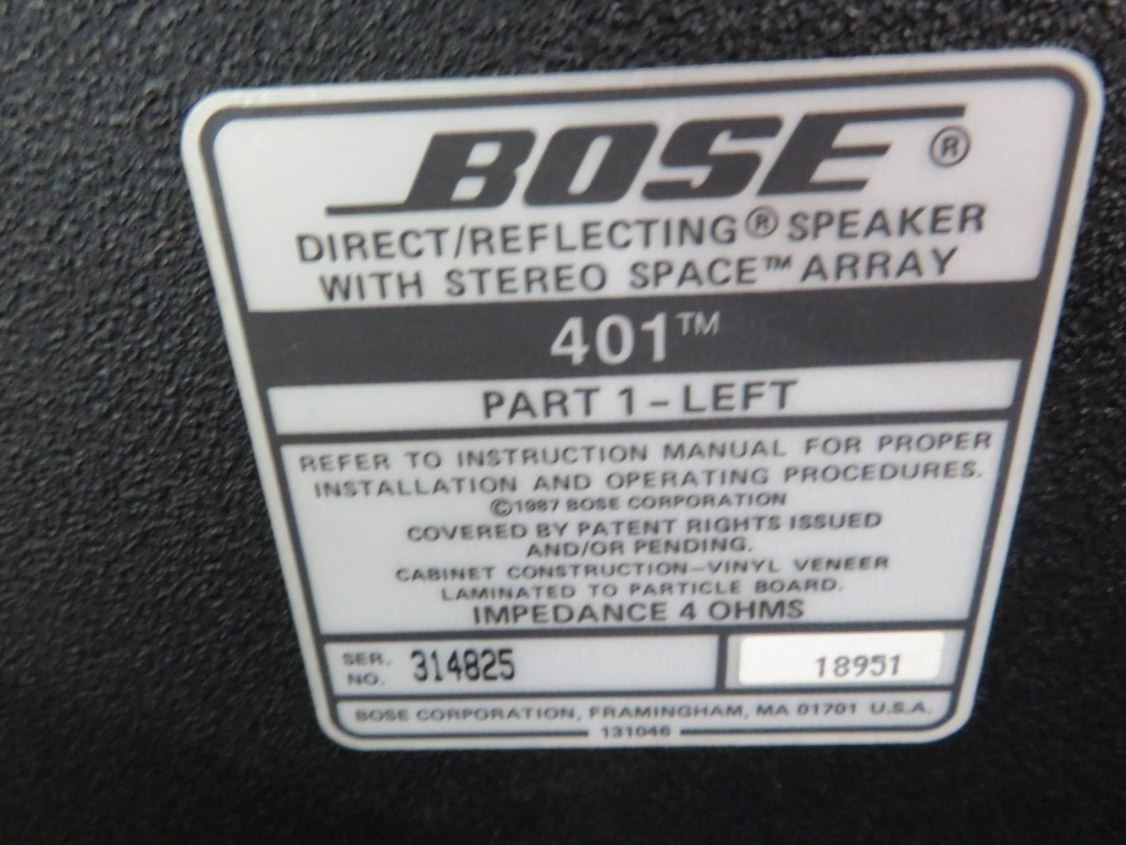 BOSE®
DIRECT/REFLECTING® SPEAKER
WITH STEREO SPACE™ ARRAY
401™
PART 1 – LEFT
REFER TO INSTRUCTION MANUAL FOR PROPER
INSTALLATION AND OPERATING PROCEDURES.
©1987 BOSE CORPORATION
COVERED BY PATENT RIGHTS ISSUED
AND/OR PENDING.
CABINET CONSTRUCTION—VINYL VENEER
LAMINATED TO PARTICLE BOARD.
IMPEDANCE 4 OHMS
SER. NO. 314825
18951
BOSE CORPORATION, FRAMINGHAM, MA 01701 U.S.A.
131046